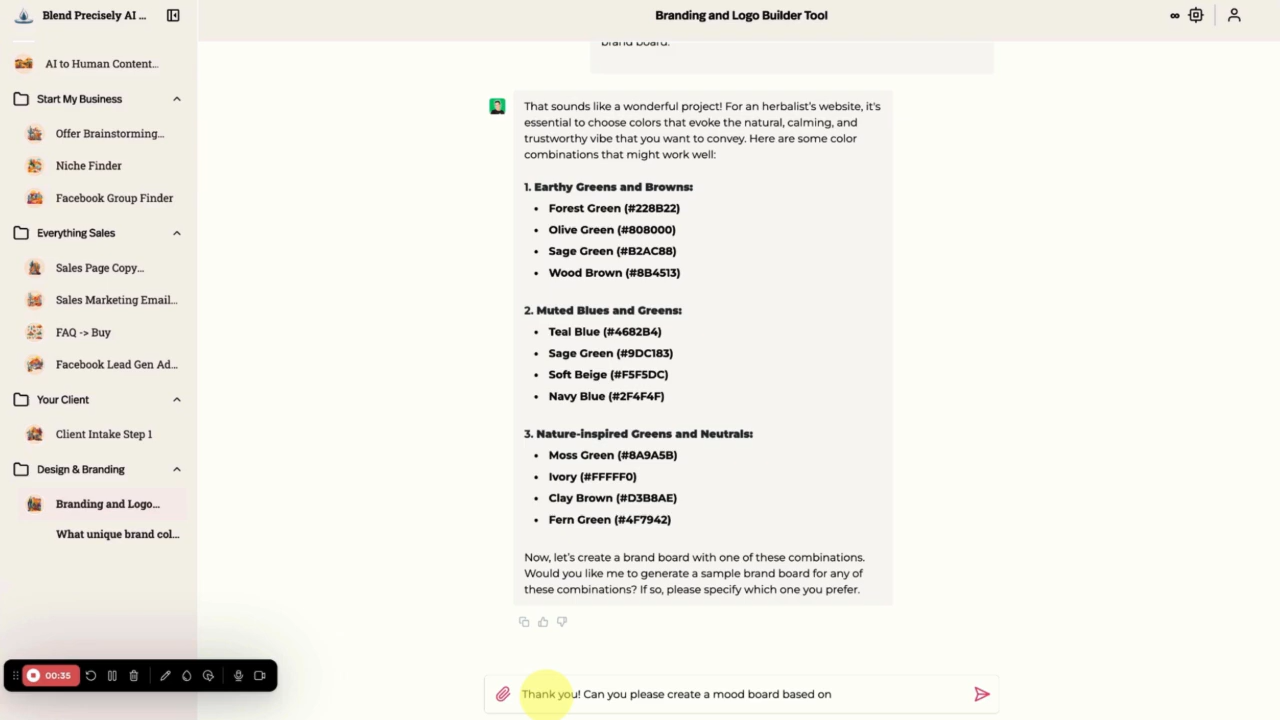 Blend Precisely AI ...
Branding and Logo Builder Tool
∞
AI to Human Content...
Start My Business
Offer Brainstorming...
Niche Finder
Facebook Group Finder
Everything Sales
Sales Page Copy...
Sales Marketing Email...
FAQ -> Buy
Facebook Lead Gen Ad...
Your Client
Client Intake Step 1
Design & Branding
Branding and Logo...
What unique brand col...
00:35
brand board.
That sounds like a wonderful project! For an herbalist's website, it's
essential to choose colors that evoke the natural, calming, and
trustworthy vibe that you want to convey. Here are some color
combinations that might work well:
1. Earthy Greens and Browns:
• Forest Green (#228B22)
• Olive Green (#808000)
• Sage Green (#B2AC88)
• Wood Brown (#8B4513)
2. Muted Blues and Greens:
• Teal Blue (#4682B4)
• Sage Green (#9DC183)
• Soft Beige (#F5F5DC)
• Navy Blue (#2F4F4F)
3. Nature-inspired Greens and Neutrals:
• Moss Green (#8A9A5B)
• Ivory (#FFFFF0)
• Clay Brown (#D3B8AE)
• Fern Green (#4F7942)
Now, let's create a brand board with one of these combinations.
Would you like me to generate a sample brand board for any of
these combinations? If so, please specify which one you prefer.
Thank you! Can you please create a mood board based on